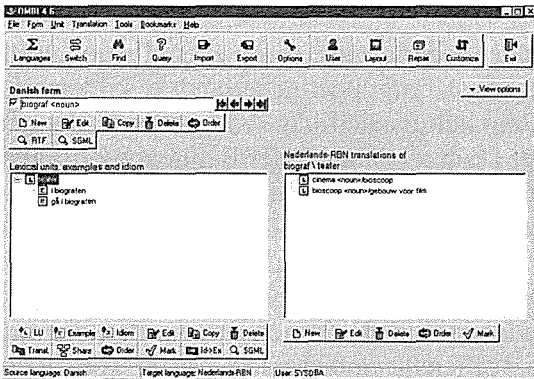 OMBI 4.6
File Form Unit Translation Tools Bookmarks Help
Languages Switch Find Query Import Export Options User Layout Repair Customize Exit
Danish form
View options
biograf <noun>
New Edit Copy Delete Order
RTF SGML
Lexical units, examples and idiom
Nederlands-RBN translations of
biograf \ teater
i biografen
gå i biografen
cinema <noun>/bioscoop
bioscoop <noun>/gebouw voor film
LU Example Idiom Edit Copy Delete
New Edit Delete Order Mark
Transl. Share Order Mark Id>Ex SGML
Source language: Danish Target language: Nederlands-RBN User: SYSDBA